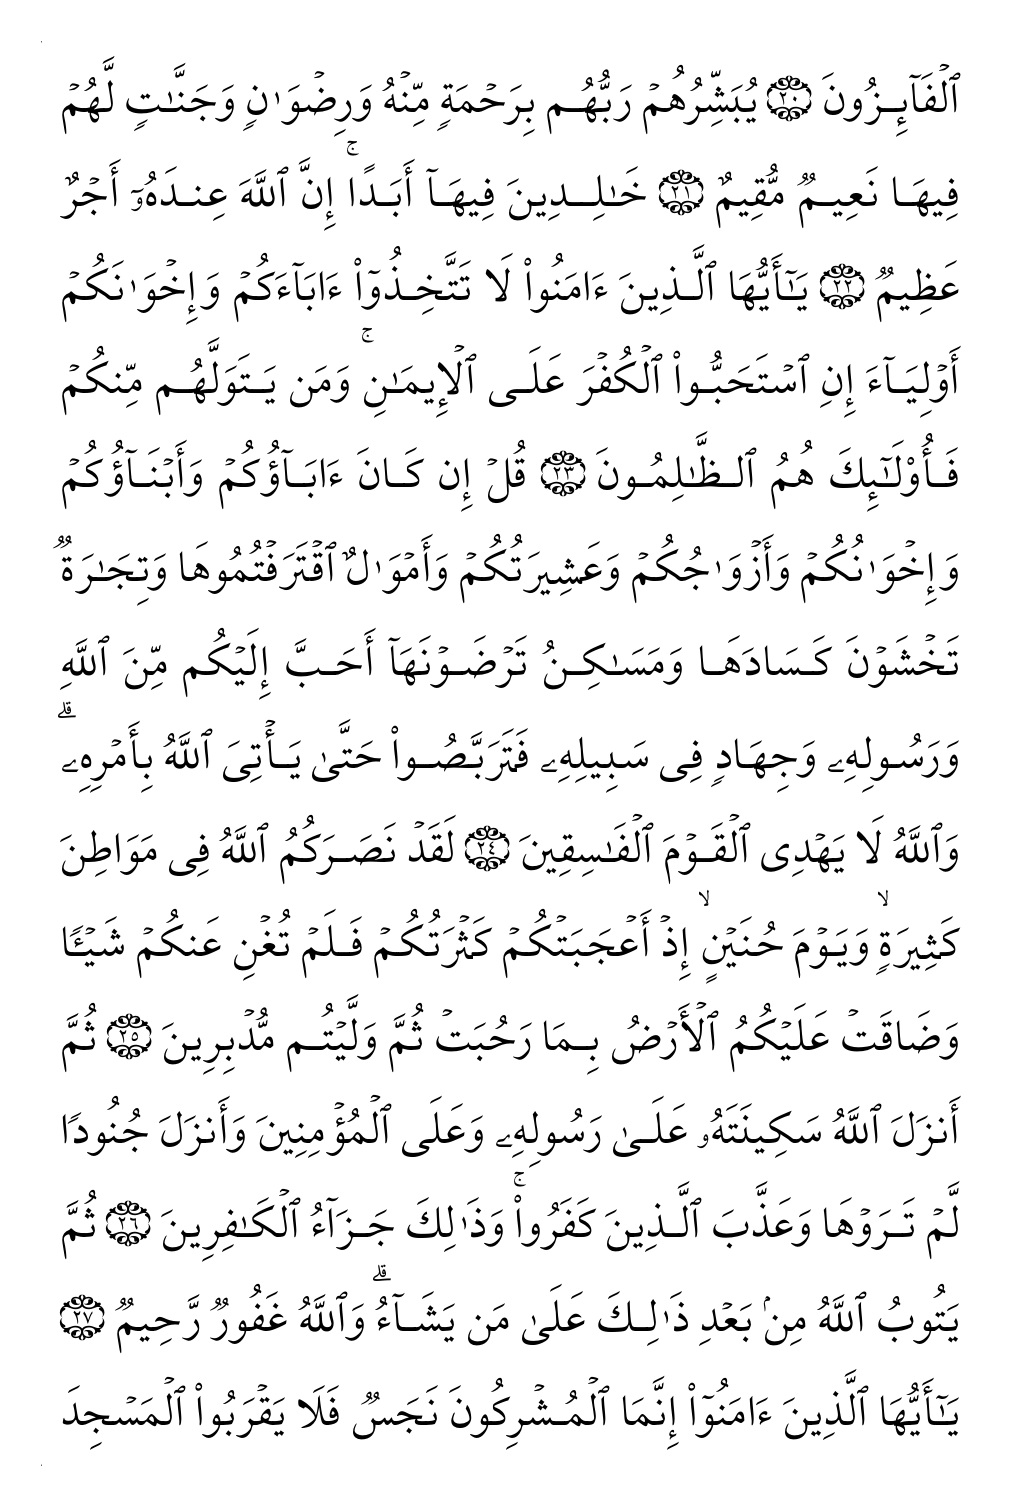 ٱلْفَآئِزُونَ ٢٠ يُبَشِّرُهُمْ رَبُّهُم بِرَحْمَةٍ مِّنْهُ وَرِضْوَٰنٍ وَجَنَّـٰتٍ لَّهُمْ
فِيهَا نَعِيمٌ مُّقِيمٌ ٢١ خَـٰلِدِينَ فِيهَآ أَبَدًا ۚ إِنَّ ٱللَّهَ عِندَهُۥٓ أَجْرٌ
عَظِيمٌ ٢٢ يَـٰٓأَيُّهَا ٱلَّذِينَ ءَامَنُوا۟ لَا تَتَّخِذُوٓا۟ ءَابَآءَكُمْ وَإِخْوَٰنَكُمْ
أَوْلِيَآءَ إِنِ ٱسْتَحَبُّوا۟ ٱلْكُفْرَ عَلَى ٱلْإِيمَـٰنِ ۚ وَمَن يَتَوَلَّهُم مِّنكُمْ
فَأُو۟لَـٰٓئِكَ هُمُ ٱلظَّـٰلِمُونَ ٢٣ قُلْ إِن كَانَ ءَابَآؤُكُمْ وَأَبْنَآؤُكُمْ
وَإِخْوَٰنُكُمْ وَأَزْوَٰجُكُمْ وَعَشِيرَتُكُمْ وَأَمْوَٰلٌ ٱقْتَرَفْتُمُوهَا وَتِجَـٰرَةٌ
تَخْشَوْنَ كَسَادَهَا وَمَسَـٰكِنُ تَرْضَوْنَهَآ أَحَبَّ إِلَيْكُم مِّنَ ٱللَّهِ
وَرَسُولِهِۦ وَجِهَادٍ فِى سَبِيلِهِۦ فَتَرَبَّصُوا۟ حَتَّىٰ يَأْتِىَ ٱللَّهُ بِأَمْرِهِۦ ۗ
وَٱللَّهُ لَا يَهْدِى ٱلْقَوْمَ ٱلْفَـٰسِقِينَ ٢٤ لَقَدْ نَصَرَكُمُ ٱللَّهُ فِى مَوَاطِنَ
كَثِيرَةٍ ۙ وَيَوْمَ حُنَيْنٍ ۙ إِذْ أَعْجَبَتْكُمْ كَثْرَتُكُمْ فَلَمْ تُغْنِ عَنكُمْ شَيْـًٔا
وَضَاقَتْ عَلَيْكُمُ ٱلْأَرْضُ بِمَا رَحُبَتْ ثُمَّ وَلَّيْتُم مُّدْبِرِينَ ٢٥ ثُمَّ
أَنزَلَ ٱللَّهُ سَكِينَتَهُۥ عَلَىٰ رَسُولِهِۦ وَعَلَى ٱلْمُؤْمِنِينَ وَأَنزَلَ جُنُودًا
لَّمْ تَرَوْهَا وَعَذَّبَ ٱلَّذِينَ كَفَرُوا۟ ۚ وَذَٰلِكَ جَزَآءُ ٱلْكَـٰفِرِينَ ٢٦ ثُمَّ
يَتُوبُ ٱللَّهُ مِنۢ بَعْدِ ذَٰلِكَ عَلَىٰ مَن يَشَآءُ ۗ وَٱللَّهُ غَفُورٌ رَّحِيمٌ ٢٧
يَـٰٓأَيُّهَا ٱلَّذِينَ ءَامَنُوٓا۟ إِنَّمَا ٱلْمُشْرِكُونَ نَجَسٌ فَلَا يَقْرَبُوا۟ ٱلْمَسْجِدَ